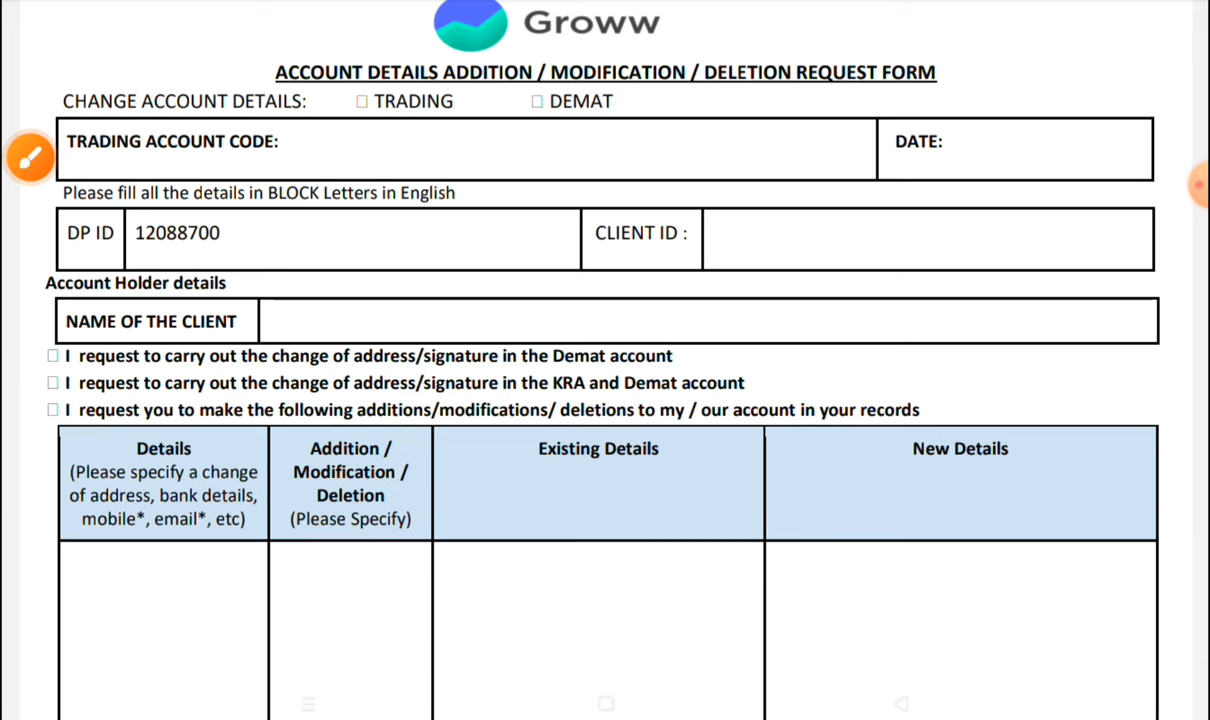 Groww
ACCOUNT DETAILS ADDITION / MODIFICATION / DELETION REQUEST FORM
CHANGE ACCOUNT DETAILS: □ TRADING □ DEMAT
TRADING ACCOUNT CODE: DATE:
Please fill all the details in BLOCK Letters in English
DP ID 12088700 CLIENT ID :
Account Holder details
NAME OF THE CLIENT
□ I request to carry out the change of address/signature in the Demat account
□ I request to carry out the change of address/signature in the KRA and Demat account
□ I request you to make the following additions/modifications/ deletions to my / our account in your records
Details
(Please specify a change
of address, bank details,
mobile*, email*, etc)
Addition /
Modification /
Deletion
(Please Specify)
Existing Details
New Details